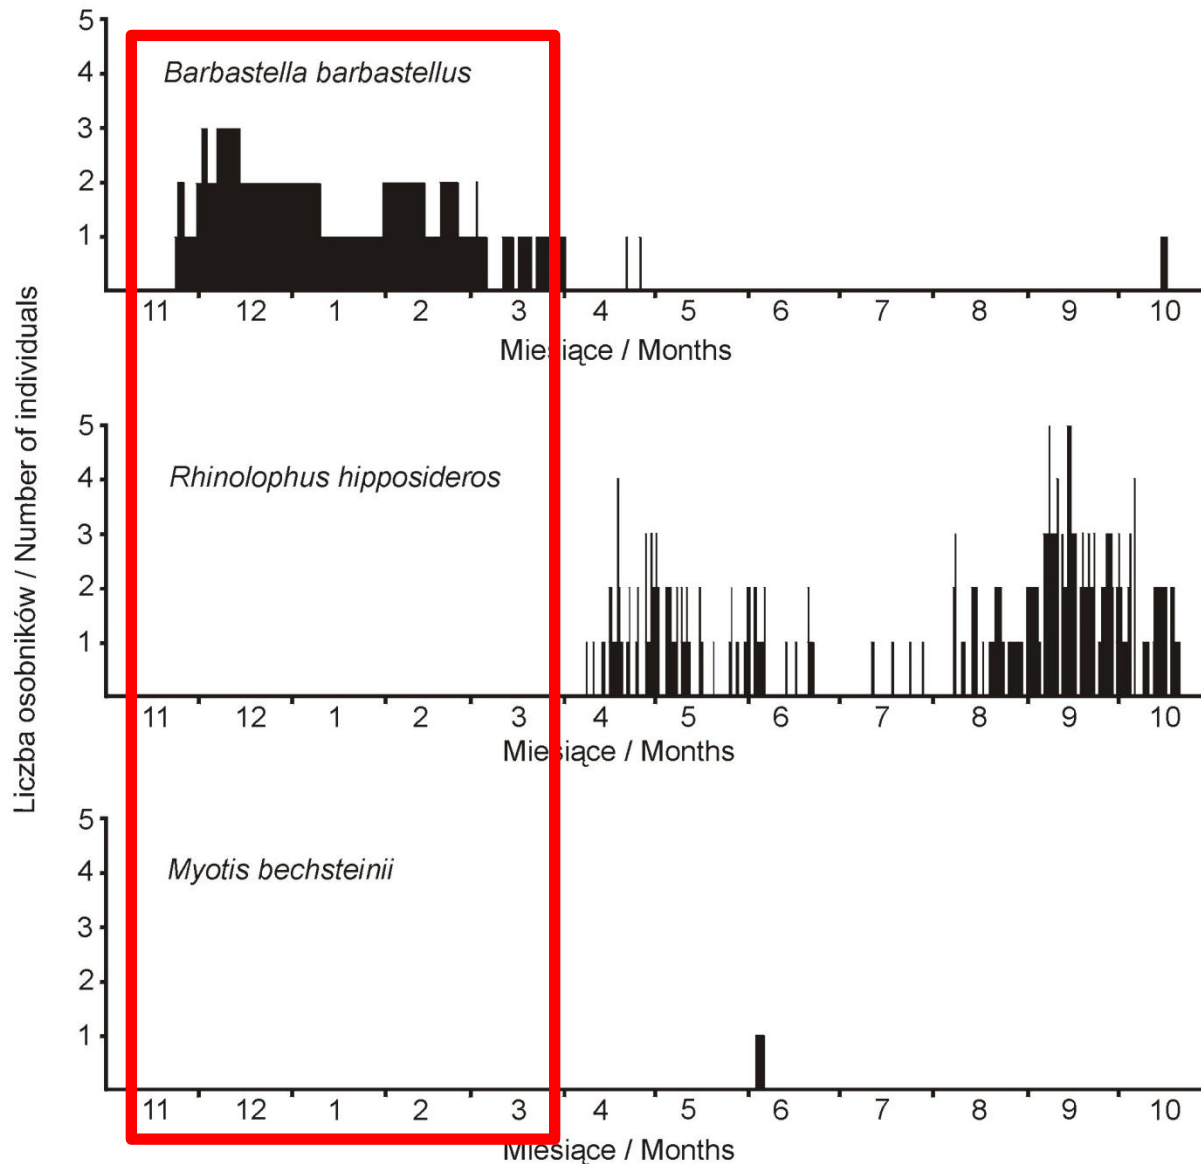 Liczba osobników / Number of individuals
5
4
3
2
1
Barbastella barbastellus
11 12 1 2 3 4 5 6 7 8 9 10
Miesiące / Months
5
4
3
2
1
Rhinolophus hipposideros
11 12 1 2 3 4 5 6 7 8 9 10
Miesiące / Months
5
4
3
2
1
Myotis bechsteinii
11 12 1 2 3 4 5 6 7 8 9 10
Miesiące / Months